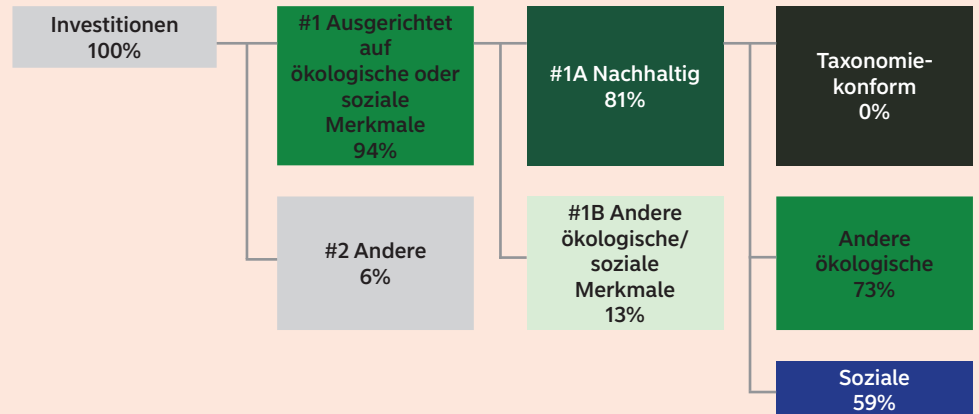 Investitionen
100%
#1 Ausgerichtet
auf
ökologische oder
soziale
Merkmale
94%
#1A Nachhaltig
81%
Taxonomie-
konform
0%
#2 Andere
6%
#1B Andere
ökologische/
soziale
Merkmale
13%
Andere
ökologische
73%
Soziale
59%